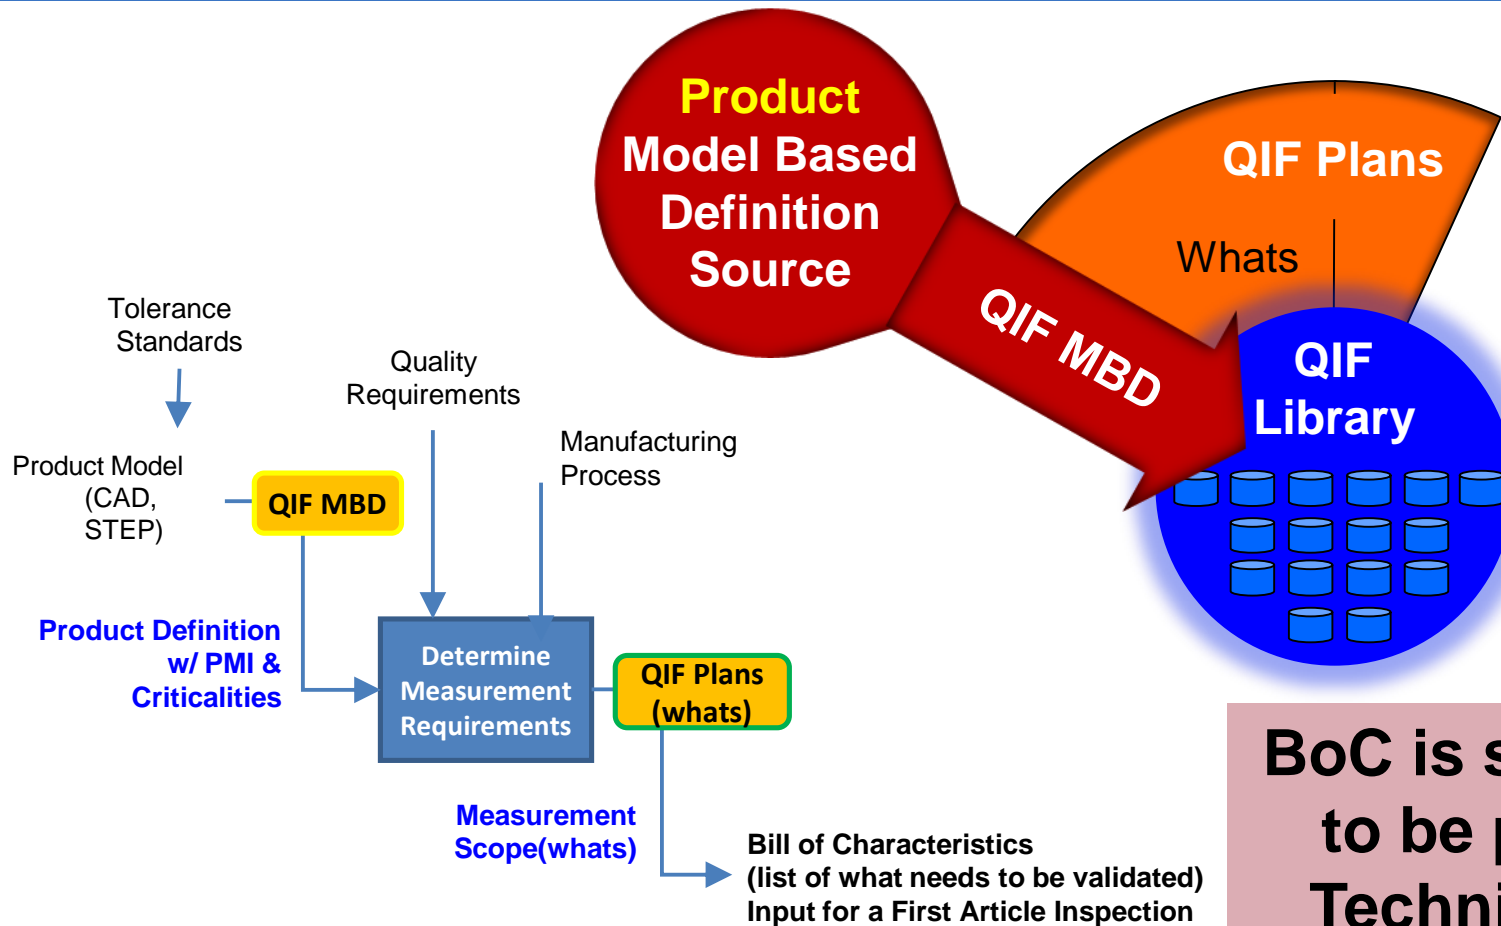 Product
Model Based
Definition
Source
QIF MBD
QIF Plans
Whats
QIF
Library
Tolerance
Standards
Quality
Requirements
Manufacturing
Process
Product Model
(CAD,
STEP)
QIF MBD
Product Definition
w/ PMI &
Criticalities
Determine
Measurement
Requirements
QIF Plans
(whats)
Measurement
Scope(whats)
Bill of Characteristics
(list of what needs to be validated)
Input for a First Article Inspection
BoC is
to be